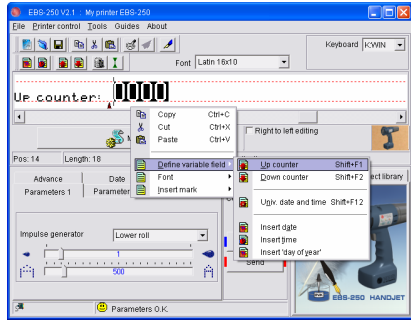 EBS-250 V2.1 : My printer EBS-250
File Printer control Tools Guides About
Keyboard K:WIN
Font Latin 16x10
Up counter:
Copy Ctrl+C
Cut Ctrl+X
Paste Ctrl+V
Define variable field
Font
Insert mark
Right to left editing
Up counter Shift+F1
Down counter Shift+F2
Univ. date and time Shift+F12
Insert date
Insert time
Insert 'day of year'
Pos: 14 Length: 18
ect library
Advance Date
Parameters 1 Parameter
Impulse generator Lower roll
1
500
Send
EBS-250 HANDJET
Parameters O.K.